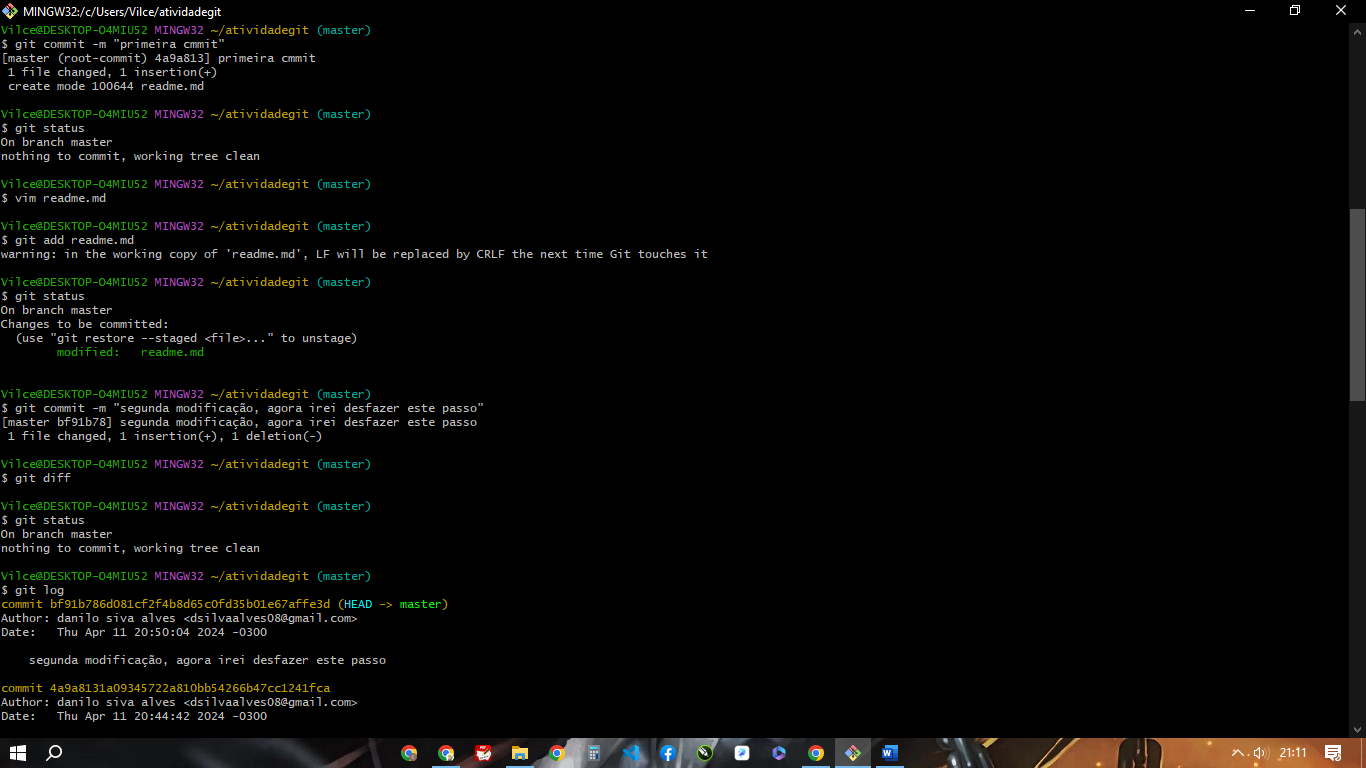 MINGW32:/c/Users/Vilce/atividadegit
Vilce@DESKTOP-O4MIU52 MINGW32 ~/atividadegit (master)
$ git commit -m "primeira cmmit"
[master (root-commit) 4a9a813] primeira cmmit
 1 file changed, 1 insertion(+)
 create mode 100644 readme.md
Vilce@DESKTOP-O4MIU52 MINGW32 ~/atividadegit (master)
$ git status
On branch master
nothing to commit, working tree clean
Vilce@DESKTOP-O4MIU52 MINGW32 ~/atividadegit (master)
$ vim readme.md
Vilce@DESKTOP-O4MIU52 MINGW32 ~/atividadegit (master)
$ git add readme.md
warning: in the working copy of 'readme.md', LF will be replaced by CRLF the next time Git touches it
Vilce@DESKTOP-O4MIU52 MINGW32 ~/atividadegit (master)
$ git status
On branch master
Changes to be committed:
  (use "git restore --staged <file>..." to unstage)
        modified:   readme.md
Vilce@DESKTOP-O4MIU52 MINGW32 ~/atividadegit (master)
$ git commit -m "segunda modificação, agora irei desfazer este passo"
[master bf91b78] segunda modificação, agora irei desfazer este passo
 1 file changed, 1 insertion(+), 1 deletion(-)
Vilce@DESKTOP-O4MIU52 MINGW32 ~/atividadegit (master)
$ git diff
Vilce@DESKTOP-O4MIU52 MINGW32 ~/atividadegit (master)
$ git status
On branch master
nothing to commit, working tree clean
Vilce@DESKTOP-O4MIU52 MINGW32 ~/atividadegit (master)
$ git log
commit bf91b786d081cf2f4b8d65c0fd35b01e67affe3d (HEAD -> master)
Author: danilo siva alves <dsilvaalves08@gmail.com>
Date:   Thu Apr 11 20:50:04 2024 -0300
    segunda modificação, agora irei desfazer este passo
commit 4a9a8131a09345722a810bb54266b47cc1241fca
Author: danilo siva alves <dsilvaalves08@gmail.com>
Date:   Thu Apr 11 20:44:42 2024 -0300
21:11